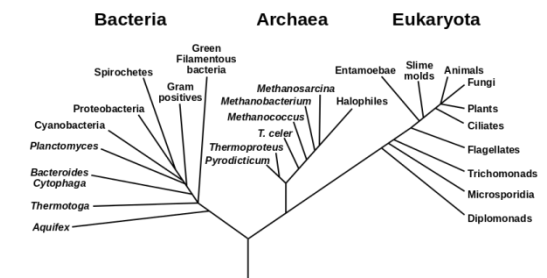 Bacteria
Archaea
Eukaryota
Green
Filamentous
bacteria
Spirochetes
Gram
positives
Proteobacteria
Cyanobacteria
Planctomyces
Bacteroides
Cytophaga
Thermotoga
Aquifex
Methanosarcina
Methanobacterium
Halophiles
Methanococcus
T. celer
Thermoproteus
Pyrodicticum
Entamoebae
Slime
molds
Animals
Fungi
Plants
Ciliates
Flagellates
Trichomonads
Microsporidia
Diplomonads